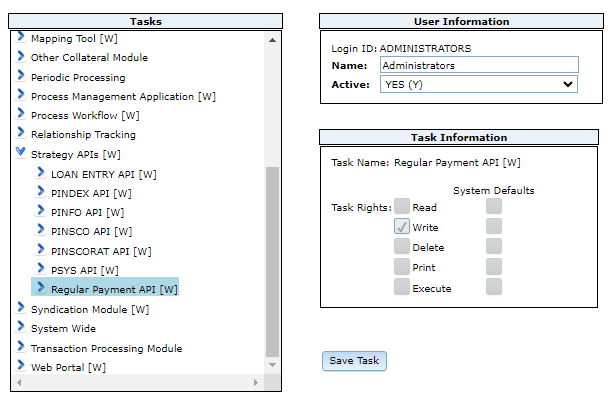 Tasks
Mapping Tool [W]
Other Collateral Module
Periodic Processing
Process Management Application [W]
Process Workflow [W]
Relationship Tracking
Strategy APIs [W]
LOAN ENTRY API [W]
PINDEX API [W]
PINFO API [W]
PINSCO API [W]
PINSCORAT API [W]
PSYS API [W]
Regular Payment API [W]
Syndication Module [W]
System Wide
Transaction Processing Module
Web Portal [W]
User Information
Login ID: ADMINISTRATORS
Name: Administrators
Active: YES (Y)
Task Information
Task Name: Regular Payment API [W]
System Defaults
Task Rights: Read
Write
Delete
Print
Execute
Save Task